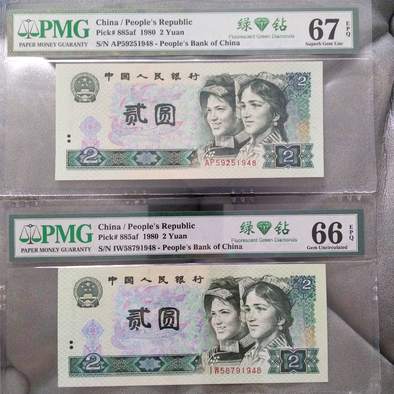 PMG
PAPER MONEY GUARANTY
China / People's Republic
Pick# 885af 1980 2 Yuan
S/N AP59251948 - People's Bank of China
绿 钻
Fluorescent Green Diamonds
67 EPQ
Superb Gem Unc
中国人民银行
贰圆
AP59251948
2
2
PMG
PAPER MONEY GUARANTY
China / People's Republic
Pick# 885af 1980 2 Yuan
S/N IW58791948 - People's Bank of China
绿 钻
Fluorescent Green Diamonds
66 EPQ
Gem Uncirculated
中国人民银行
贰圆
IW58791948
2
2